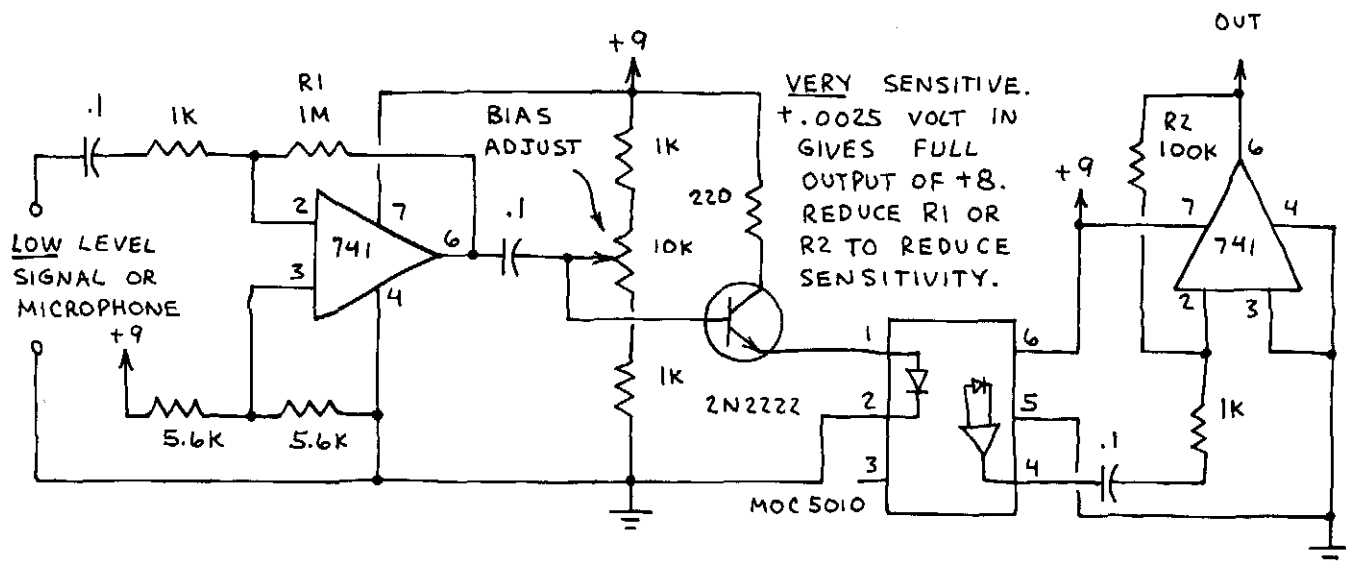 OUT
+9
R1
1M
.1
1K
BIAS
ADJUST
VERY SENSITIVE.
+.0025 VOLT IN
GIVES FULL
OUTPUT OF +8.
REDUCE R1 OR
R2 TO REDUCE
SENSITIVITY.
R2
100K
6
+9
7
4
741
2
3
1K
220
2
7
741
6
3
4
.1
10K
LOW LEVEL
SIGNAL OR
MICROPHONE
+9
5.6K
5.6K
1K
2N2222
1
6
2
5
3
4
MOC5010
.1
1K